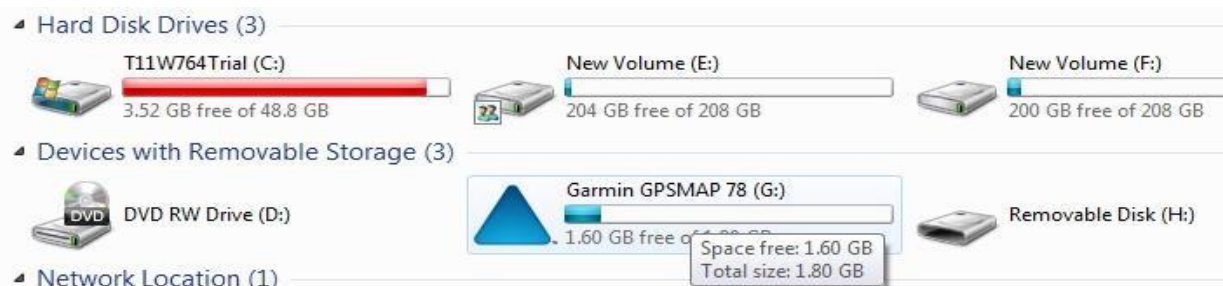 Hard Disk Drives (3)
T11W764Trial (C:)
3.52 GB free of 48.8 GB
New Volume (E:)
204 GB free of 208 GB
New Volume (F:)
200 GB free of 208 GB
Devices with Removable Storage (3)
DVD
DVD RW Drive (D:)
Garmin GPSMAP 78 (G:)
1.60 GB free of
Space free: 1.60 GB
Total size: 1.80 GB
Removable Disk (H:)
Network Location (1)